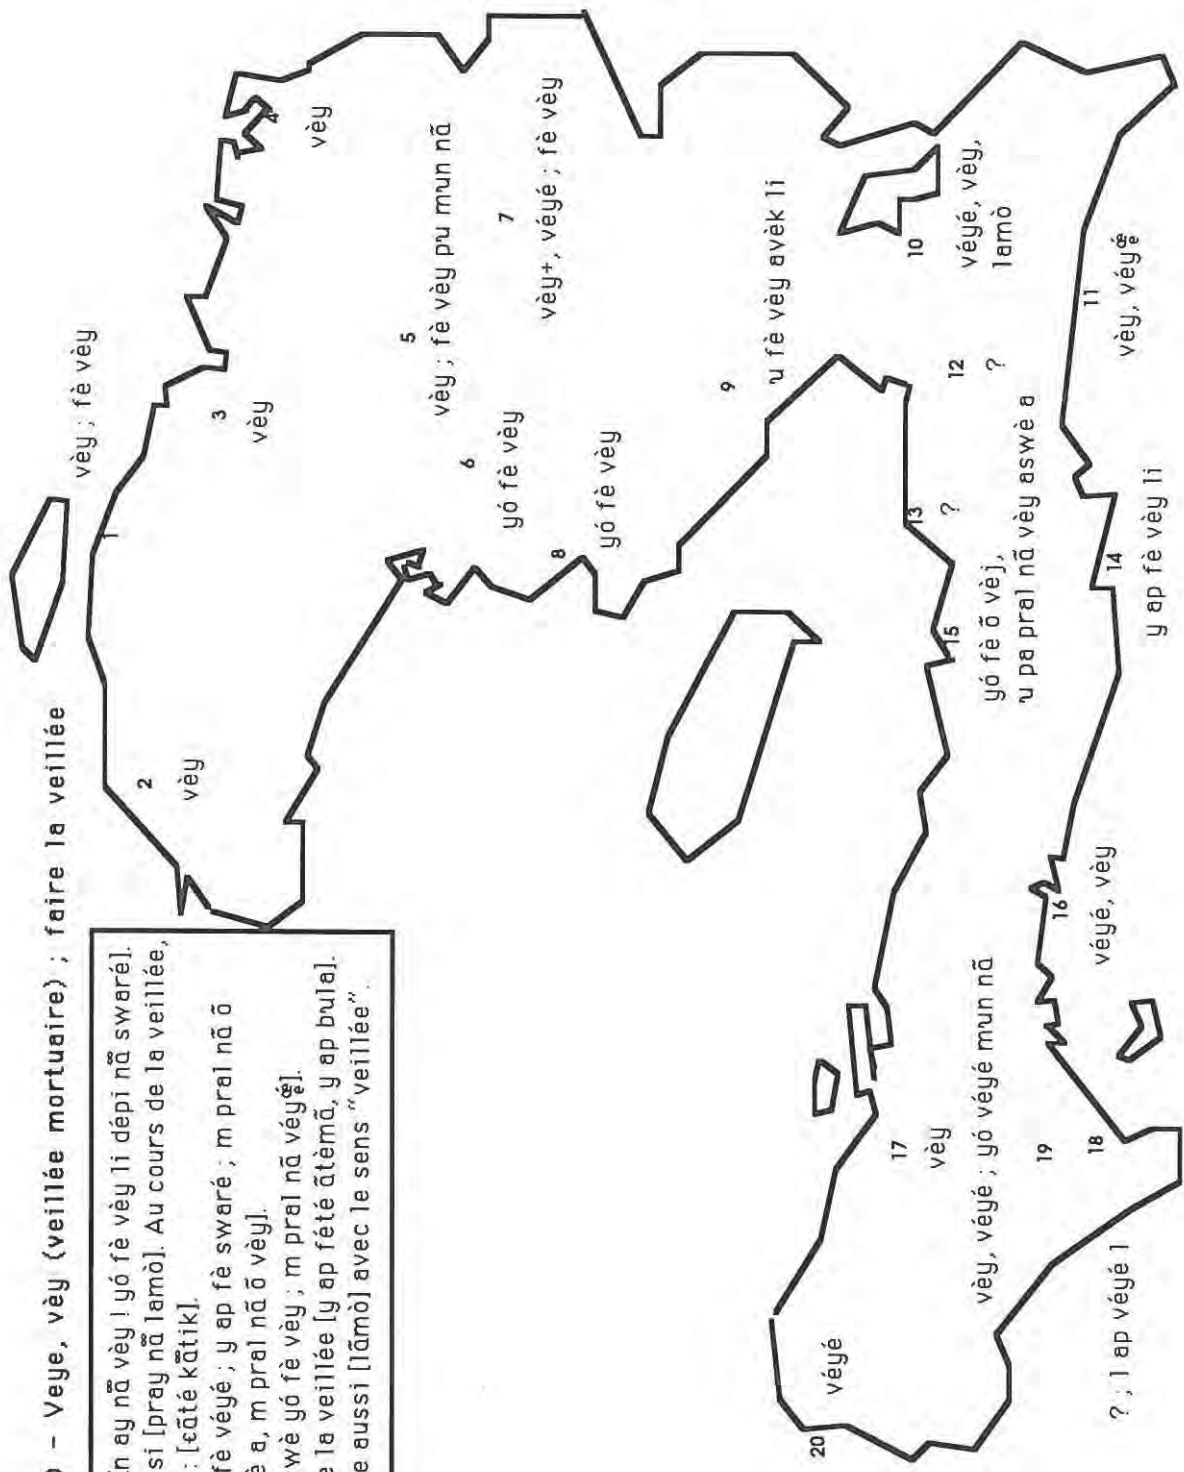 – Veye, vèy (veillée mortuaire) ; faire la veillée
ay nã̀ vèy ! yó fè vèy li dépi nã̀ swaré].
si [pray nã̀ lamò]. Au cours de la veillée,
: [ɛ̃ãté kãtik].
fè véyé ; y ap fè swaré ; m pral nã õ
a, m pral nã õ vèy].
wè yó fè vèy ; m pral nã véyœ̃].
la veillée [y ap fété ãtèmã, y ap bula].
aussi [lãmò] avec le sens “veillée”.
1
vèy ; fè vèy
2
vèy
3
vèy
4
vèy
5
vèy ; fè vèy pu mun nã
6
yó fè vèy
7
vèy+, véyé ; fè vèy
8
yó fè vèy
9
u fè vèy avèk li
10
véyé, vèy,
lamò
11
vèy, véyœ̃
12
?
13
?
14
y ap fè vèy li
15
yó fè õ vèj,
u pa pral nã vèy aswè a
16
véyé, vèy
17
vèy
18
? ; l ap véyé l
19
vèy, véyé ; yó véyé mun nã
20
véyé